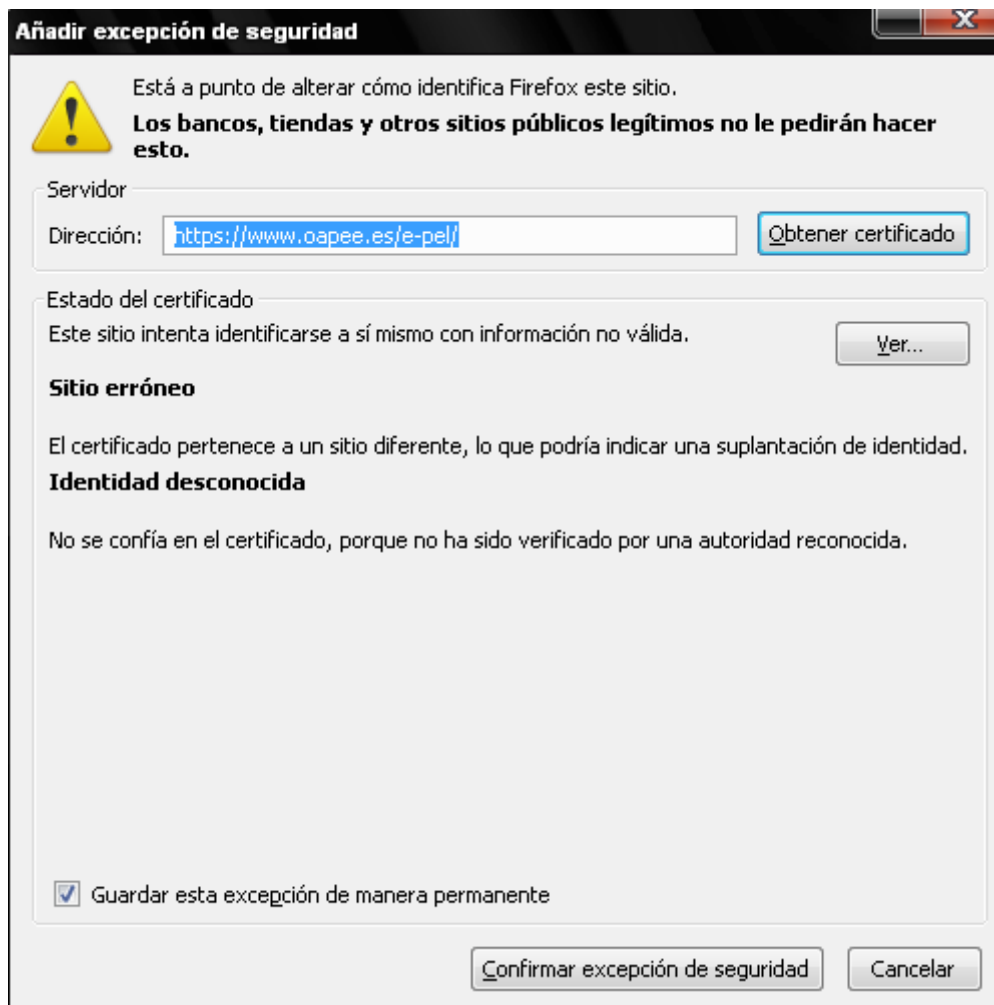 Añadir excepción de seguridad
Está a punto de alterar cómo identifica Firefox este sitio.
Los bancos, tiendas y otros sitios públicos legítimos no le pedirán hacer
esto.
Servidor
Dirección: https://www.oapee.es/e-pel/ Obtener certificado
Estado del certificado
Este sitio intenta identificarse a sí mismo con información no válida. Ver...
Sitio erróneo
El certificado pertenece a un sitio diferente, lo que podría indicar una suplantación de identidad.
Identidad desconocida
No se confía en el certificado, porque no ha sido verificado por una autoridad reconocida.
Guardar esta excepción de manera permanente
Confirmar excepción de seguridad Cancelar